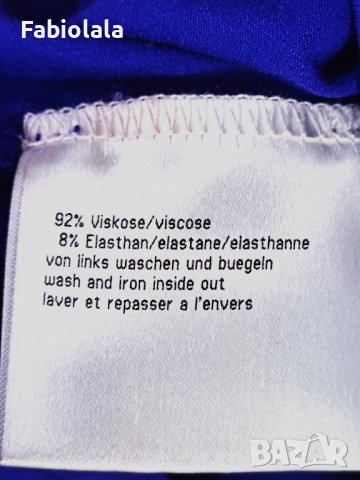 Fabiolala
92% Viskose/viscose
8% Elasthan/elastane/elasthanne
von links waschen und buegeln
wash and iron inside out
laver et repasser a l'envers
BAZAR